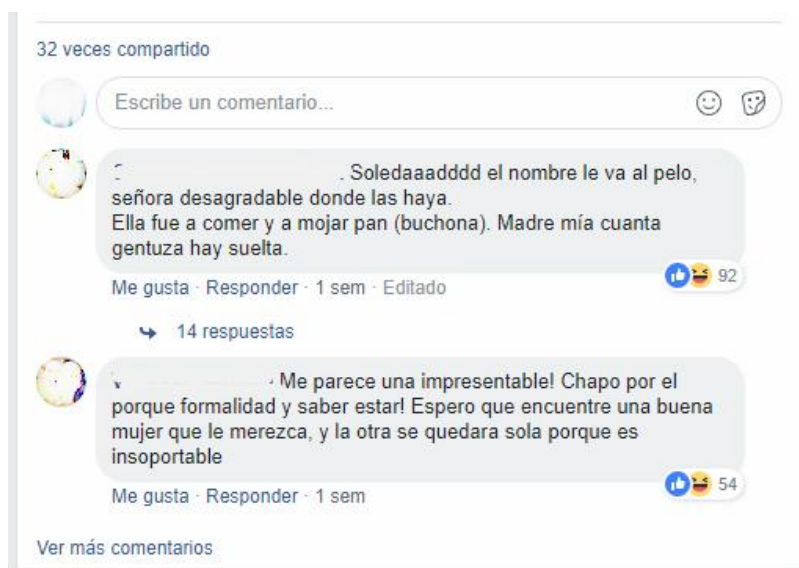 32 veces compartido
Escribe un comentario...
. Soledaaadddd el nombre le va al pelo,
señora desagradable donde las haya.
Ella fue a comer y a mojar pan (buchona). Madre mía cuanta
gentuza hay suelta.
92
Me gusta · Responder · 1 sem · Editado
14 respuestas
Me parece una impresentable! Chapo por el
porque formalidad y saber estar! Espero que encuentre una buena
mujer que le merezca, y la otra se quedara sola porque es
insoportable
54
Me gusta · Responder · 1 sem
Ver más comentarios